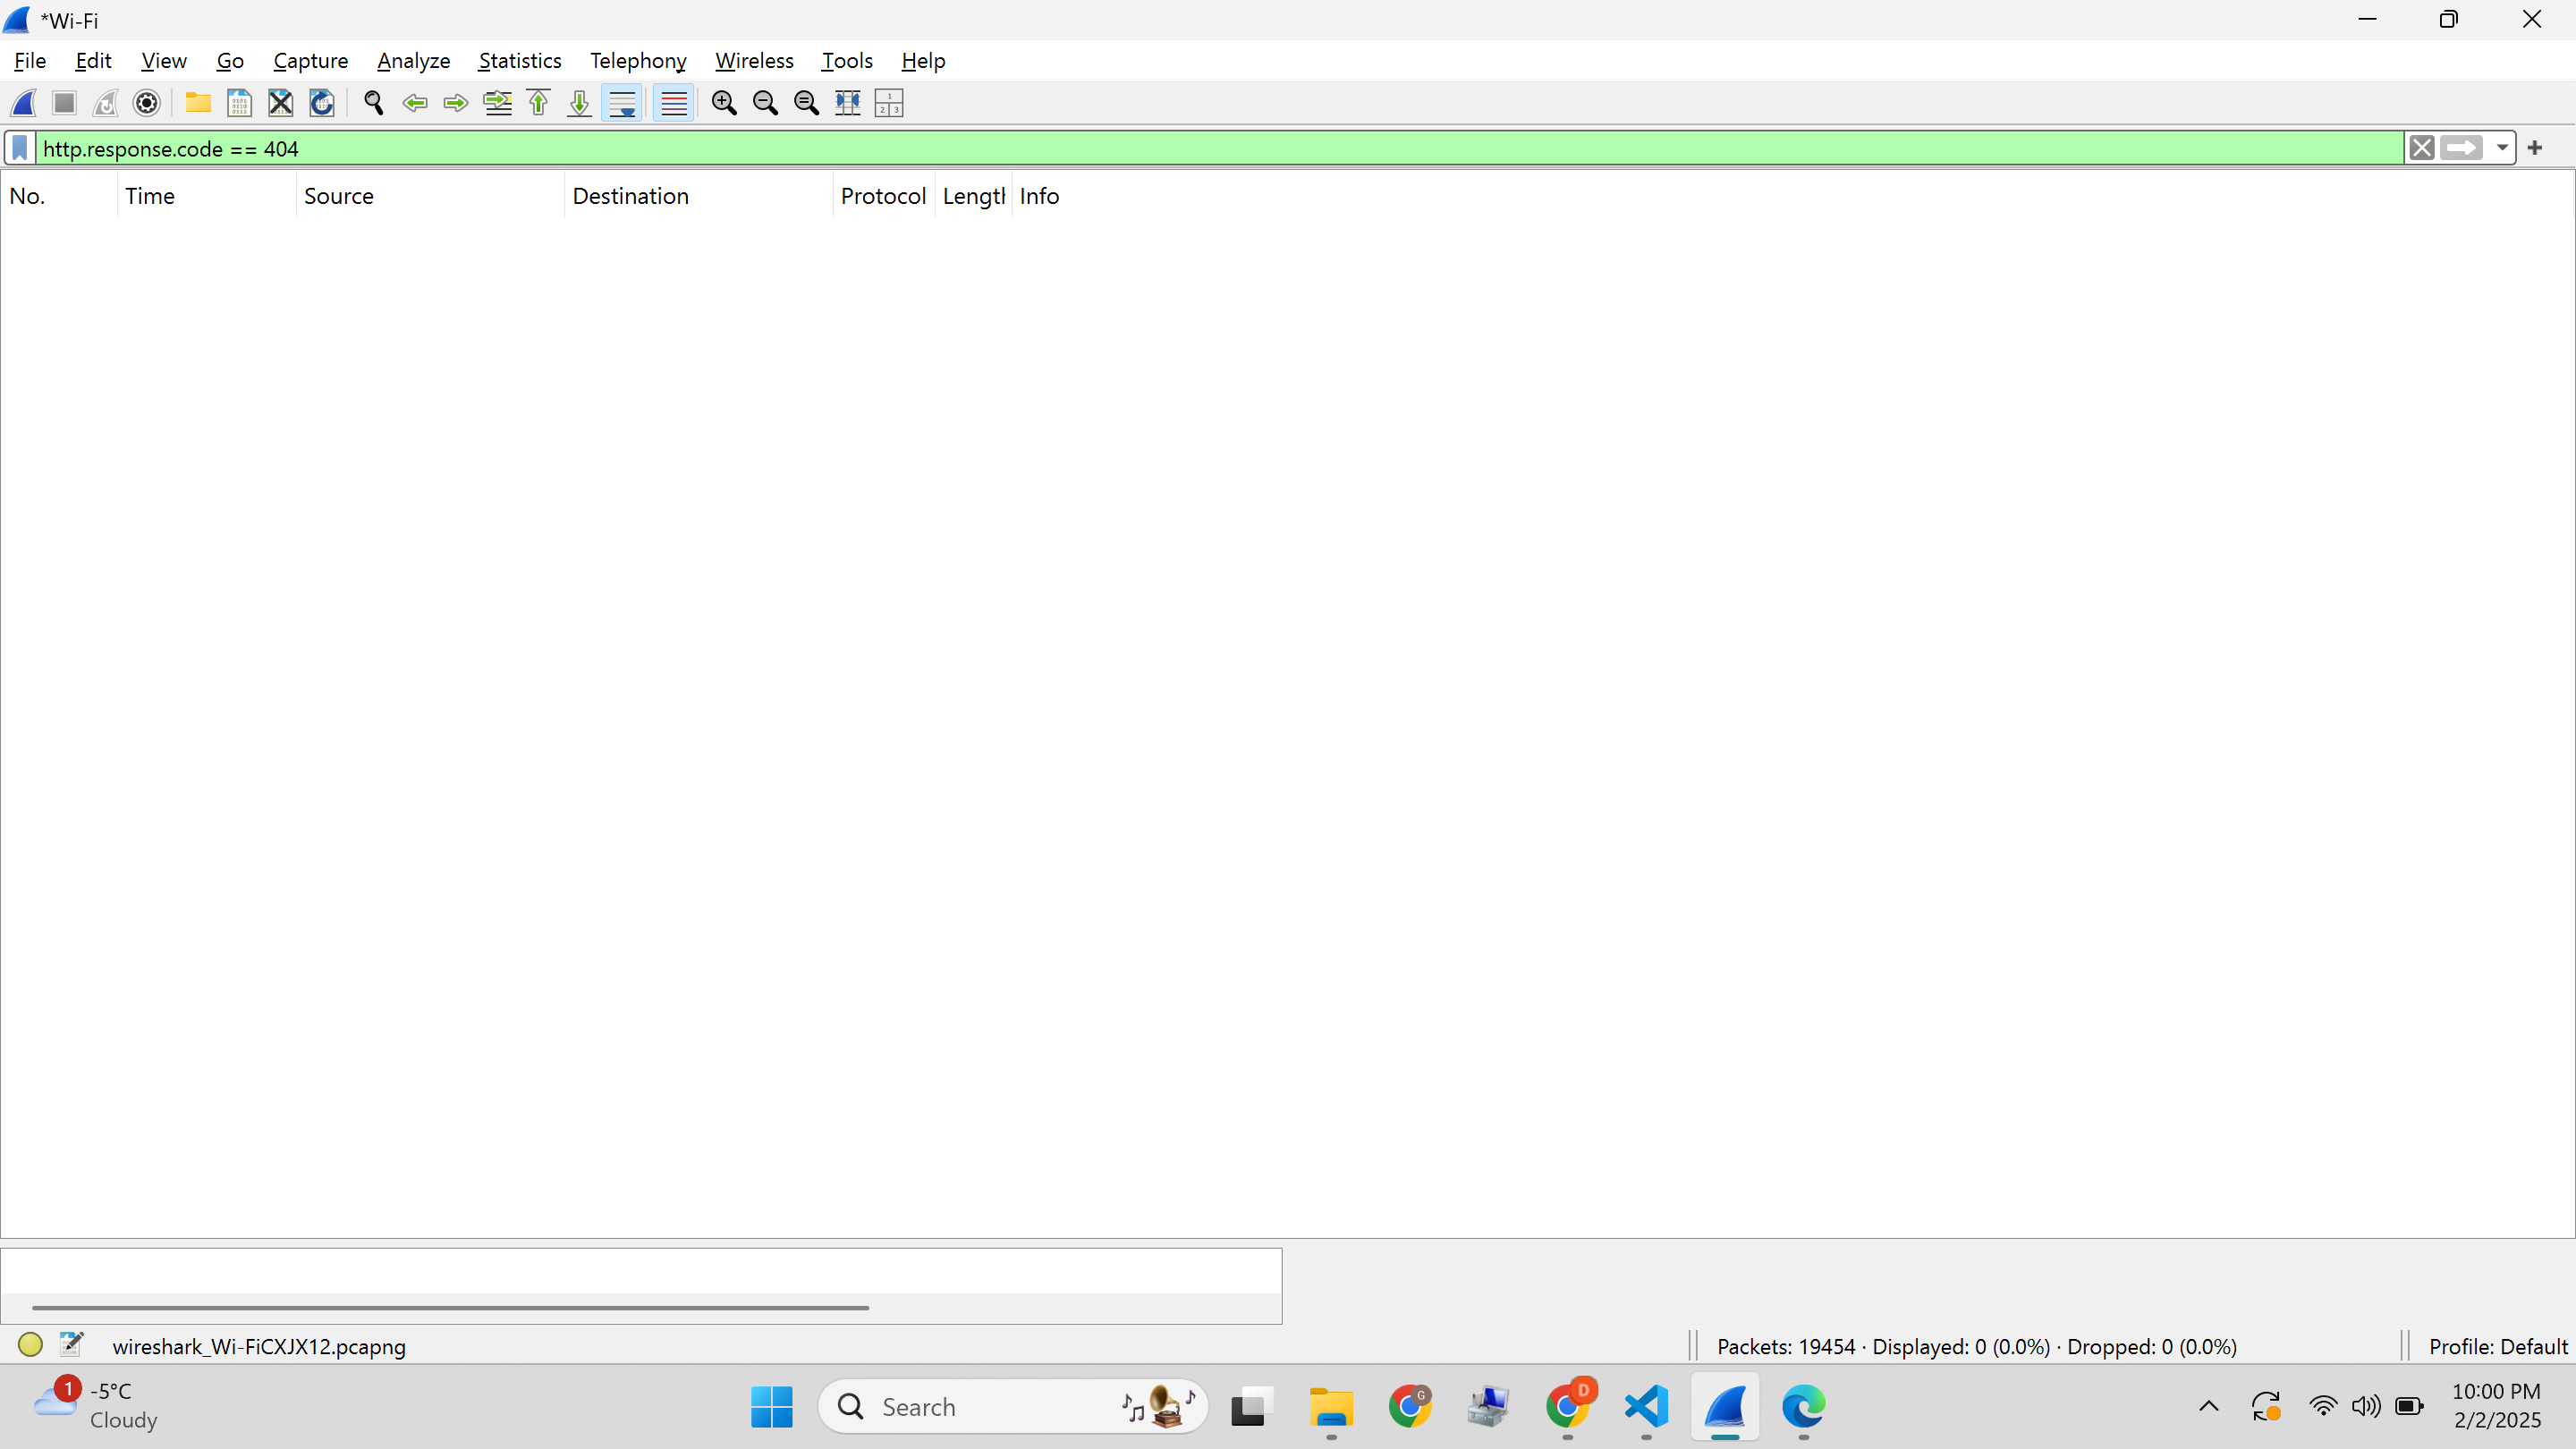 *Wi-Fi
File Edit View Go Capture Analyze Statistics Telephony Wireless Tools Help
http.response.code == 404
No. Time Source Destination Protocol Lengtl Info
wireshark_Wi-FiCXJX12.pcapng Packets: 19454 · Displayed: 0 (0.0%) · Dropped: 0 (0.0%) Profile: Default
1 -5°C
Cloudy
Search
G
D
10:00 PM
2/2/2025